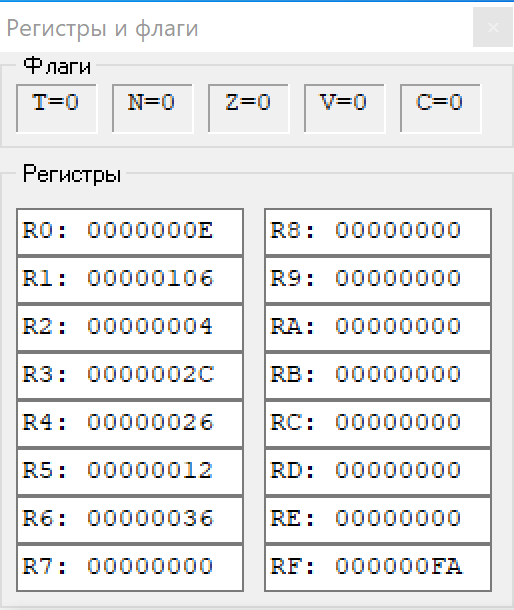 Регистры и флаги
Флаги
T=0 N=0 Z=0 V=0 C=0
Регистры
R0: 0000000E R8: 00000000
R1: 00000106 R9: 00000000
R2: 00000004 RA: 00000000
R3: 0000002C RB: 00000000
R4: 00000026 RC: 00000000
R5: 00000012 RD: 00000000
R6: 00000036 RE: 00000000
R7: 00000000 RF: 000000FA